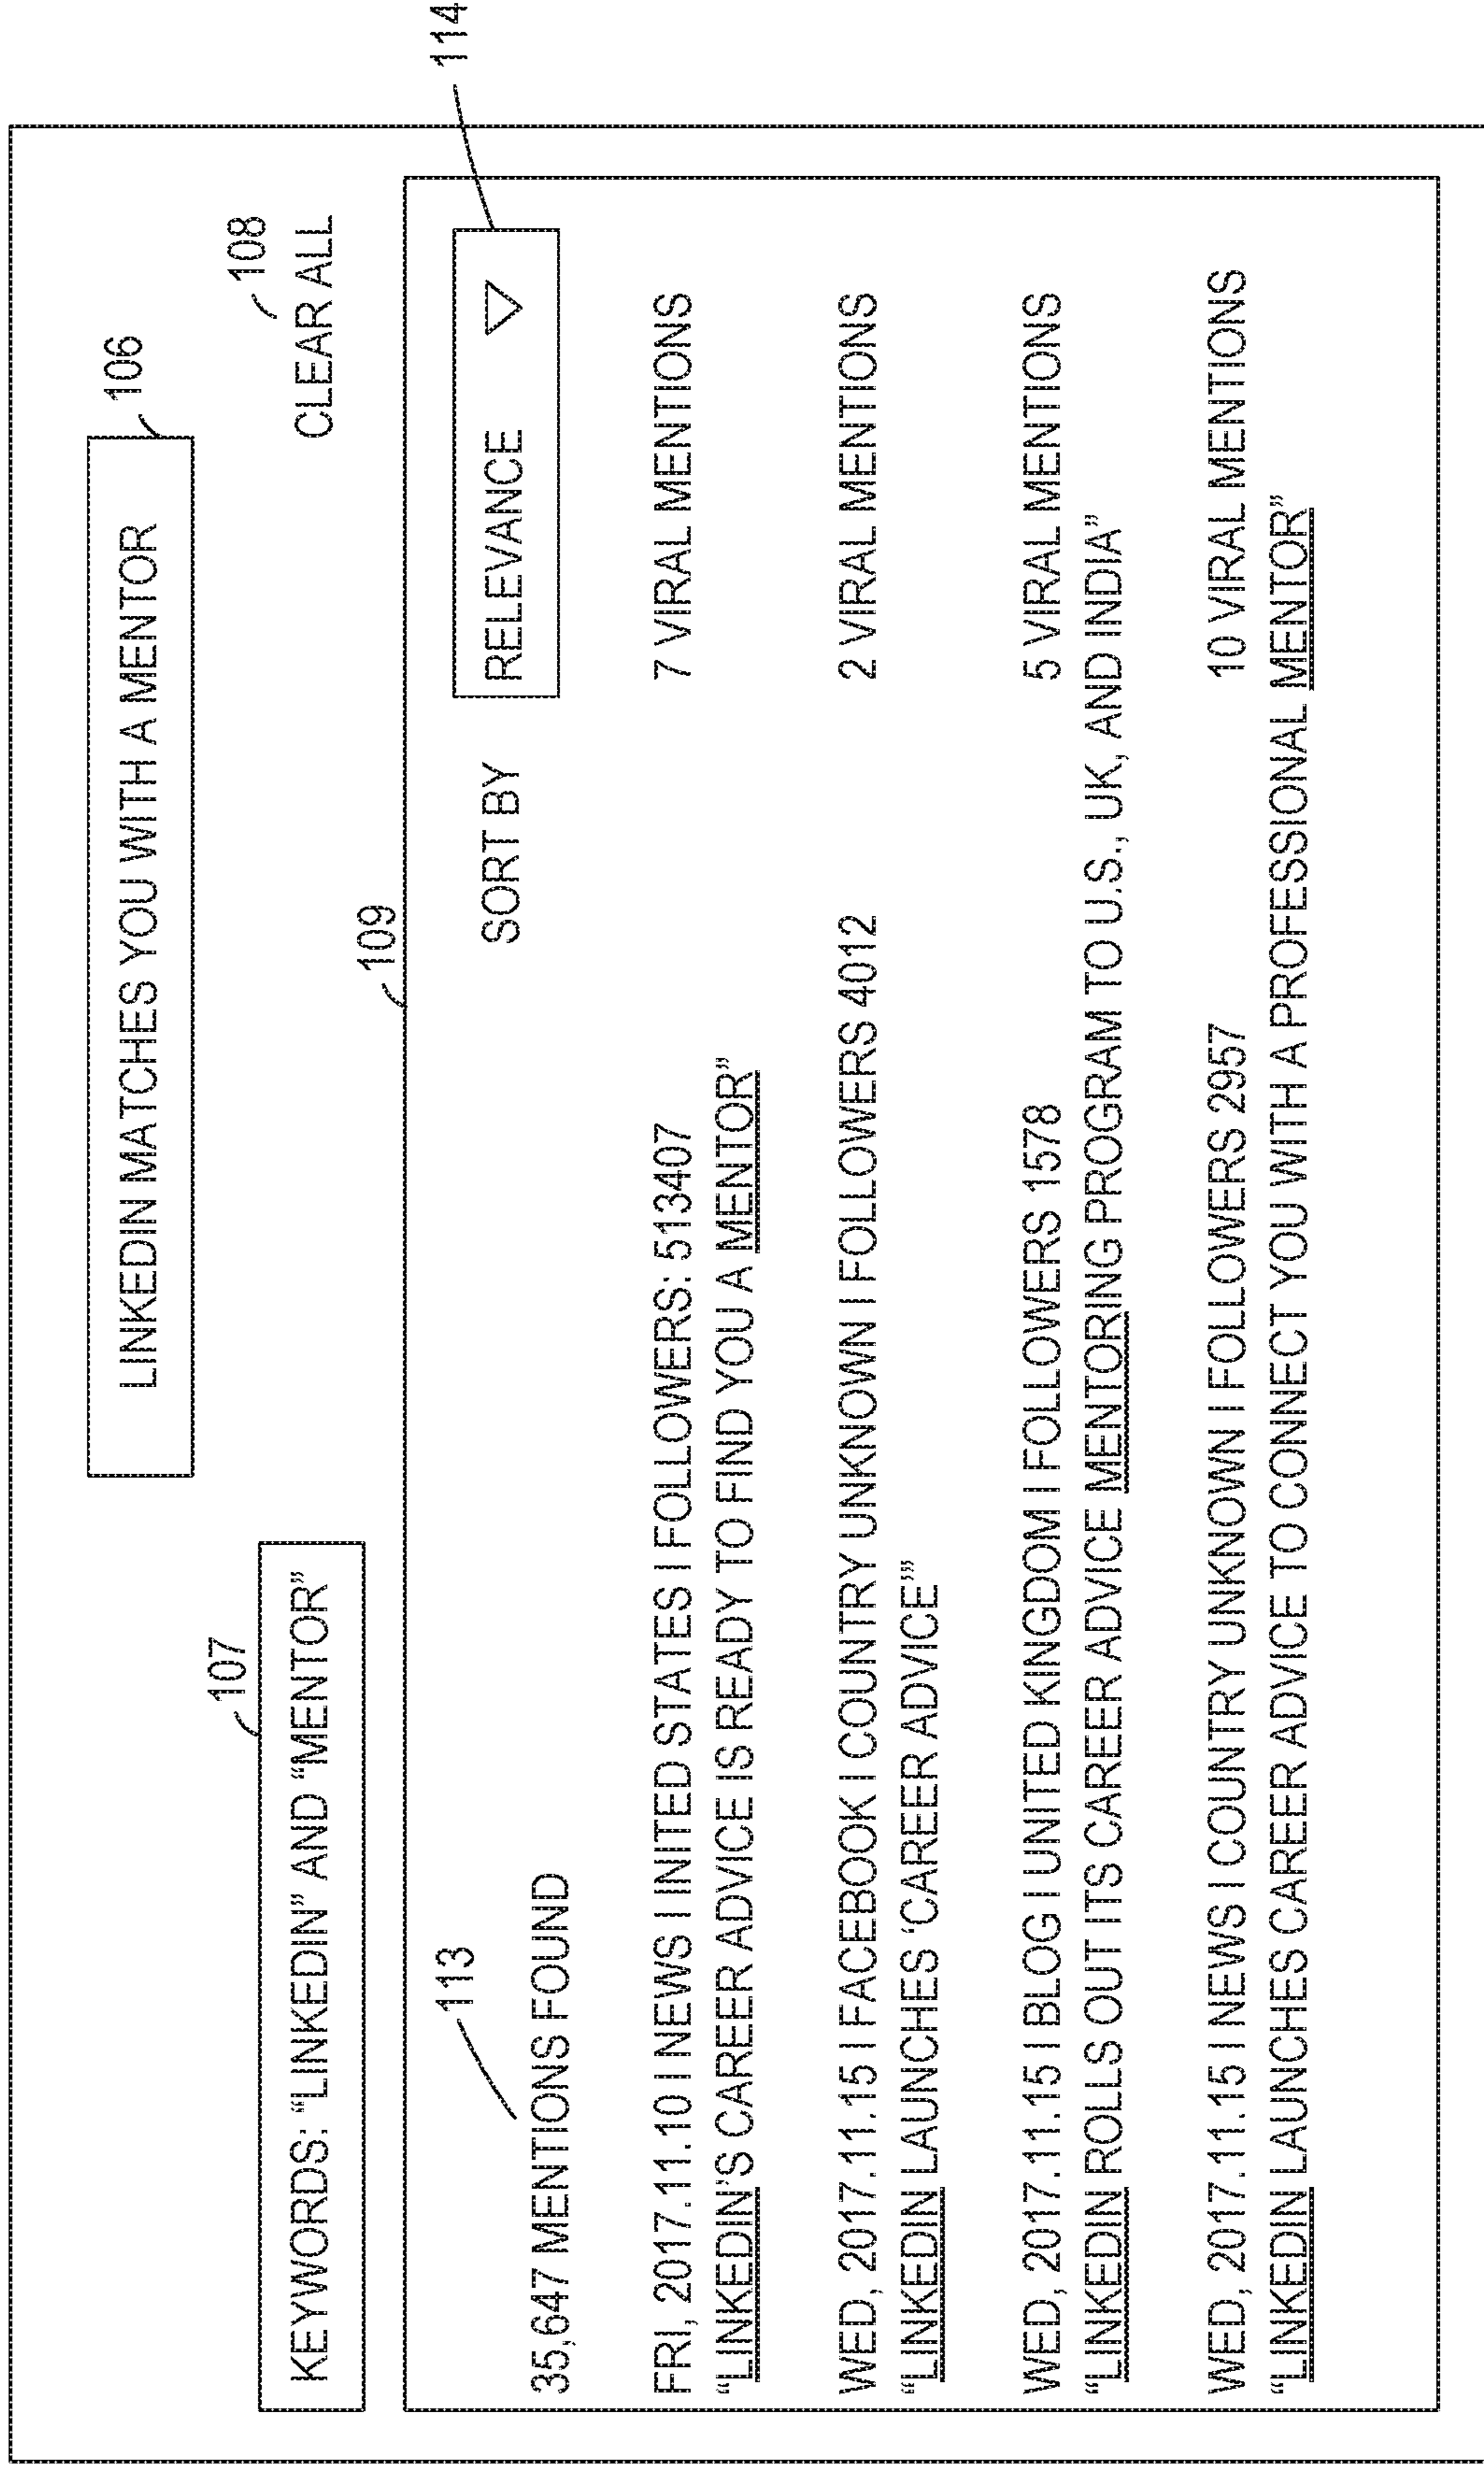 LINKEDIN MATCHES YOU WITH A MENTOR
106
107
108
KEYWORDS: “LINKEDIN” AND “MENTOR”
CLEAR ALL
109
113
114
SORT BY
RELEVANCE
35,647 MENTIONS FOUND
FRI, 2017.11.10 I NEWS I INITED STATES I FOLLOWERS: 513407
7 VIRAL MENTIONS
“LINKEDIN’S CAREER ADVICE IS READY TO FIND YOU A MENTOR”
WED, 2017.11.15 I FACEBOOK I COUNTRY UNKNOWN I FOLLOWERS 4012
2 VIRAL MENTIONS
“LINKEDIN LAUNCHES ‘CAREER ADVICE’”
WED, 2017.11.15 I BLOG I UNITED KINGDOM I FOLLOWERS 1578
5 VIRAL MENTIONS
“LINKEDIN ROLLS OUT ITS CAREER ADVICE MENTORING PROGRAM TO U.S., UK, AND INDIA”
WED, 2017.11.15 I NEWS I COUNTRY UNKNOWN I FOLLOWERS 2957
10 VIRAL MENTIONS
“LINKEDIN LAUNCHES CAREER ADVICE TO CONNECT YOU WITH A PROFESSIONAL MENTOR”